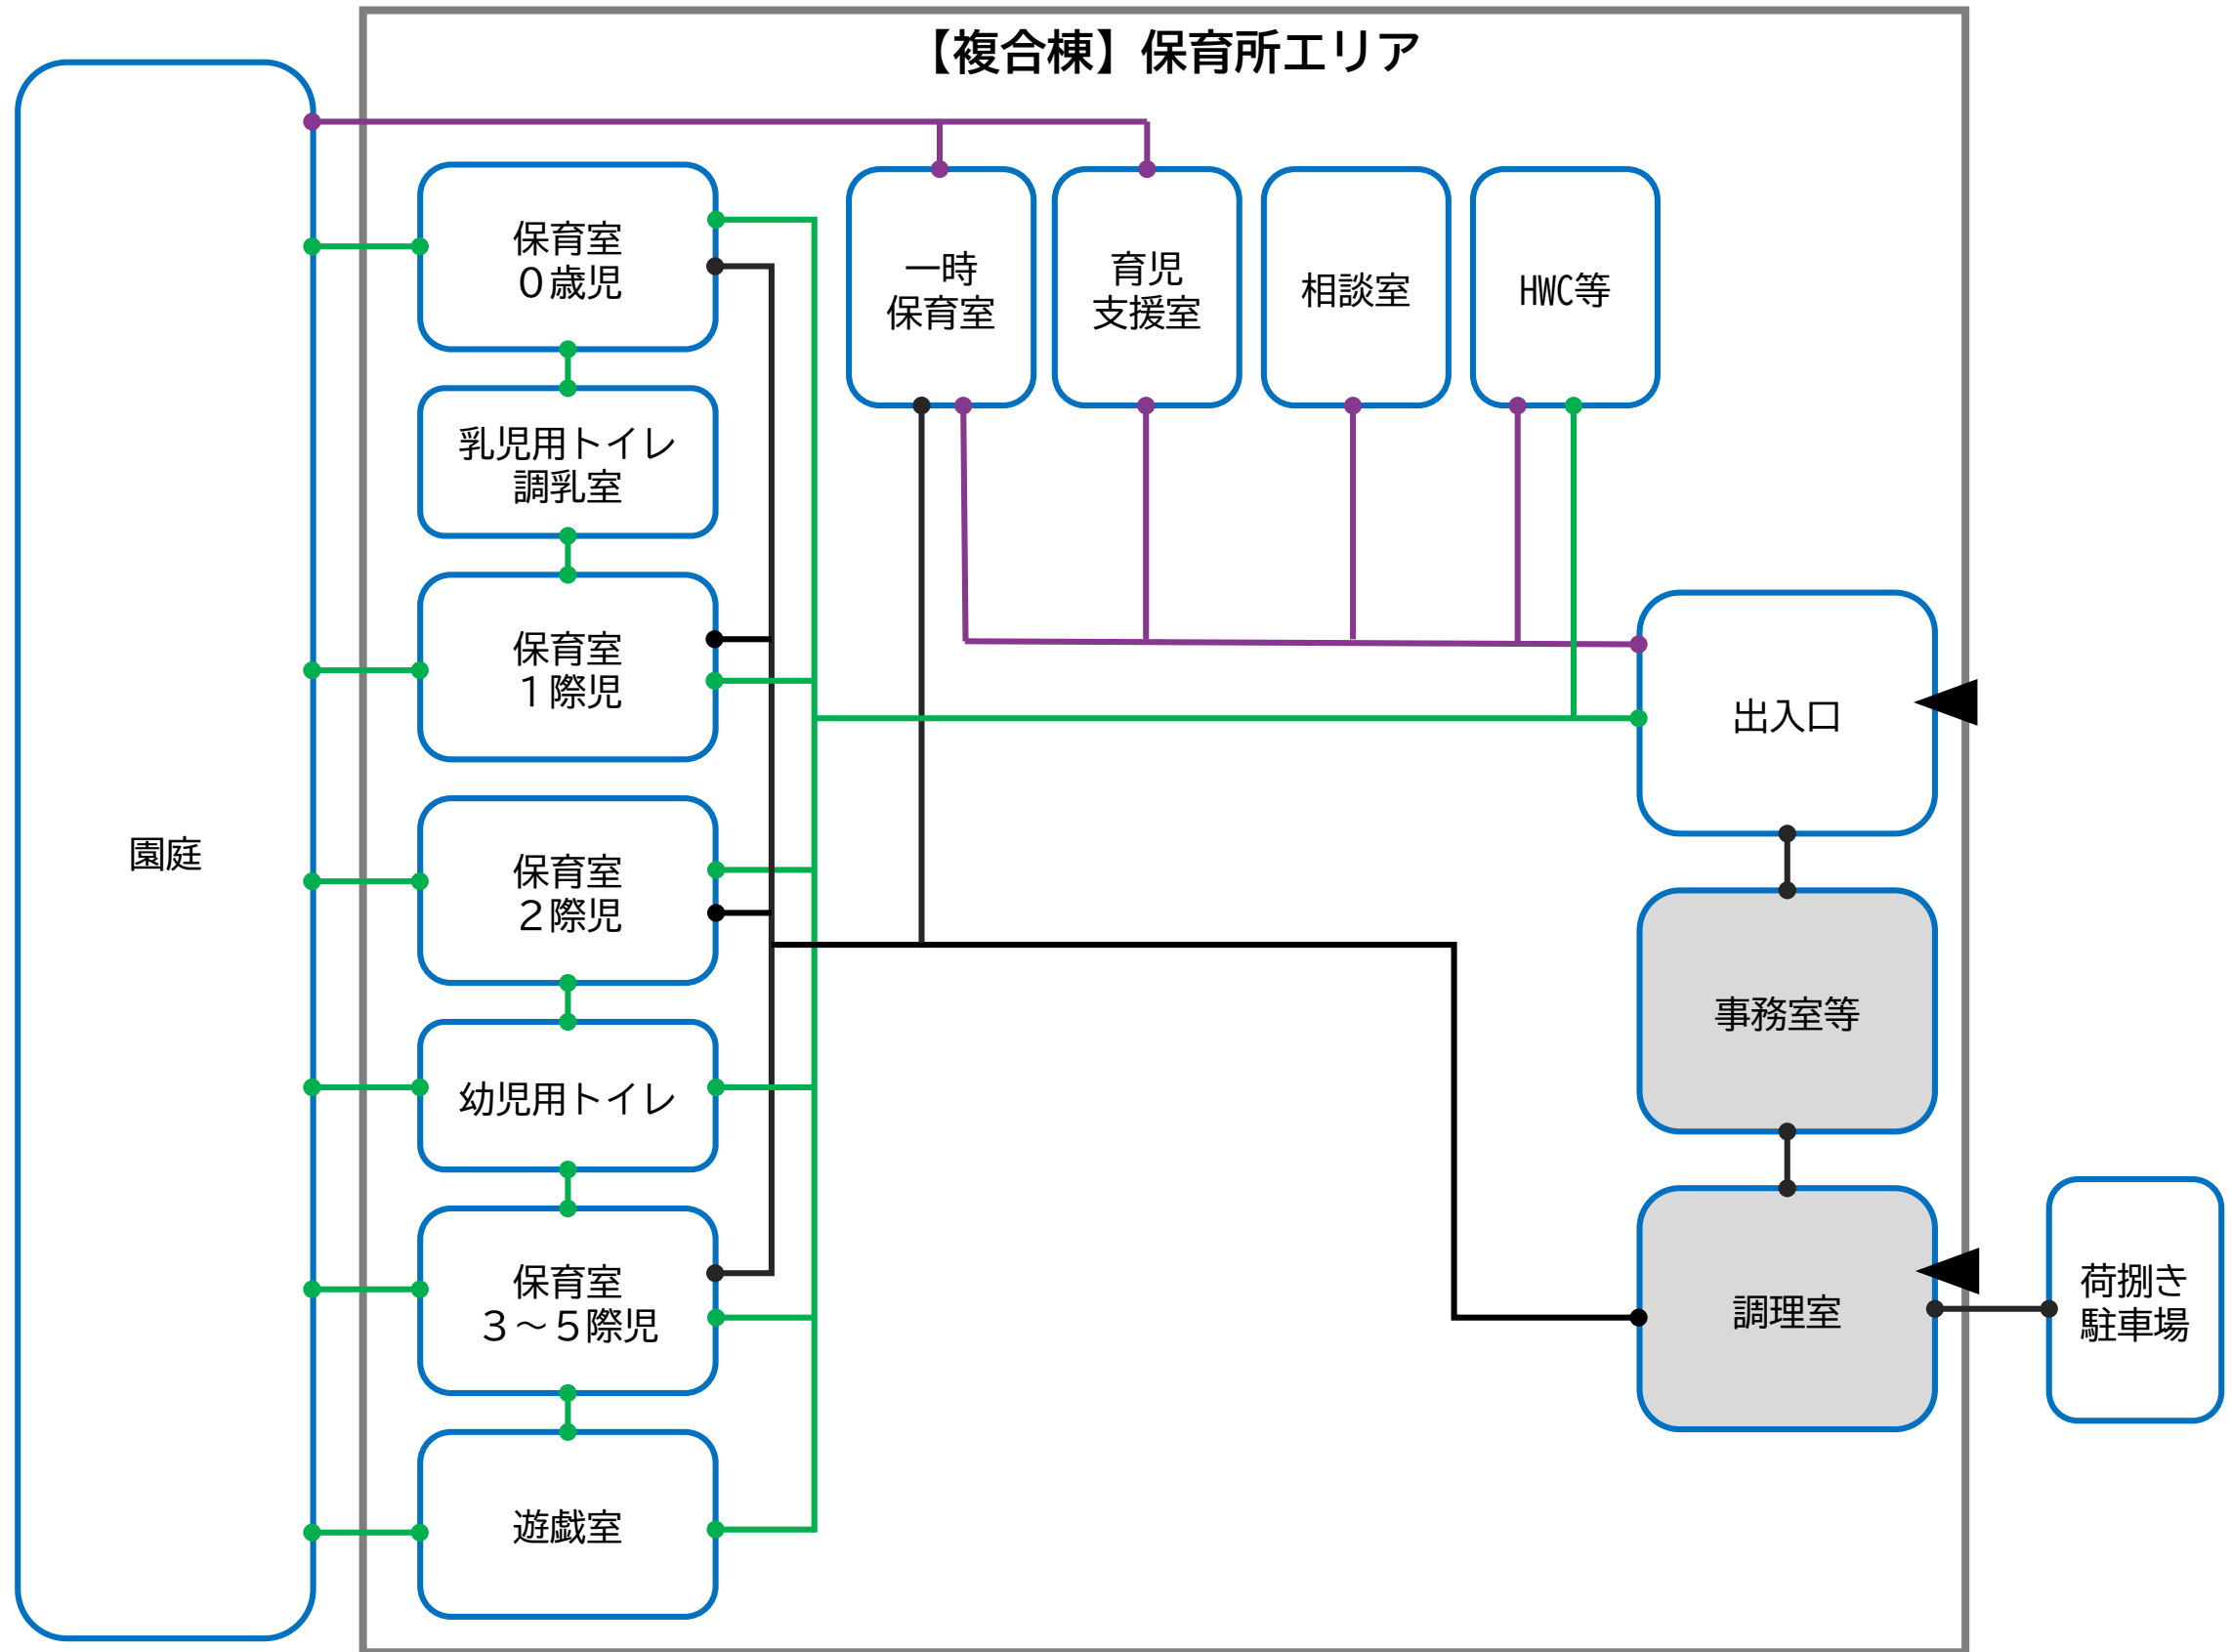 【複合棟】保育所エリア
園庭
保育室
0歳児
乳児用トイレ
調乳室
保育室
1際児
保育室
2際児
幼児用トイレ
保育室
3～5際児
遊戯室
一時
保育室
育児
支援室
相談室
HWC等
出入口
事務室等
調理室
荷捌き
駐車場